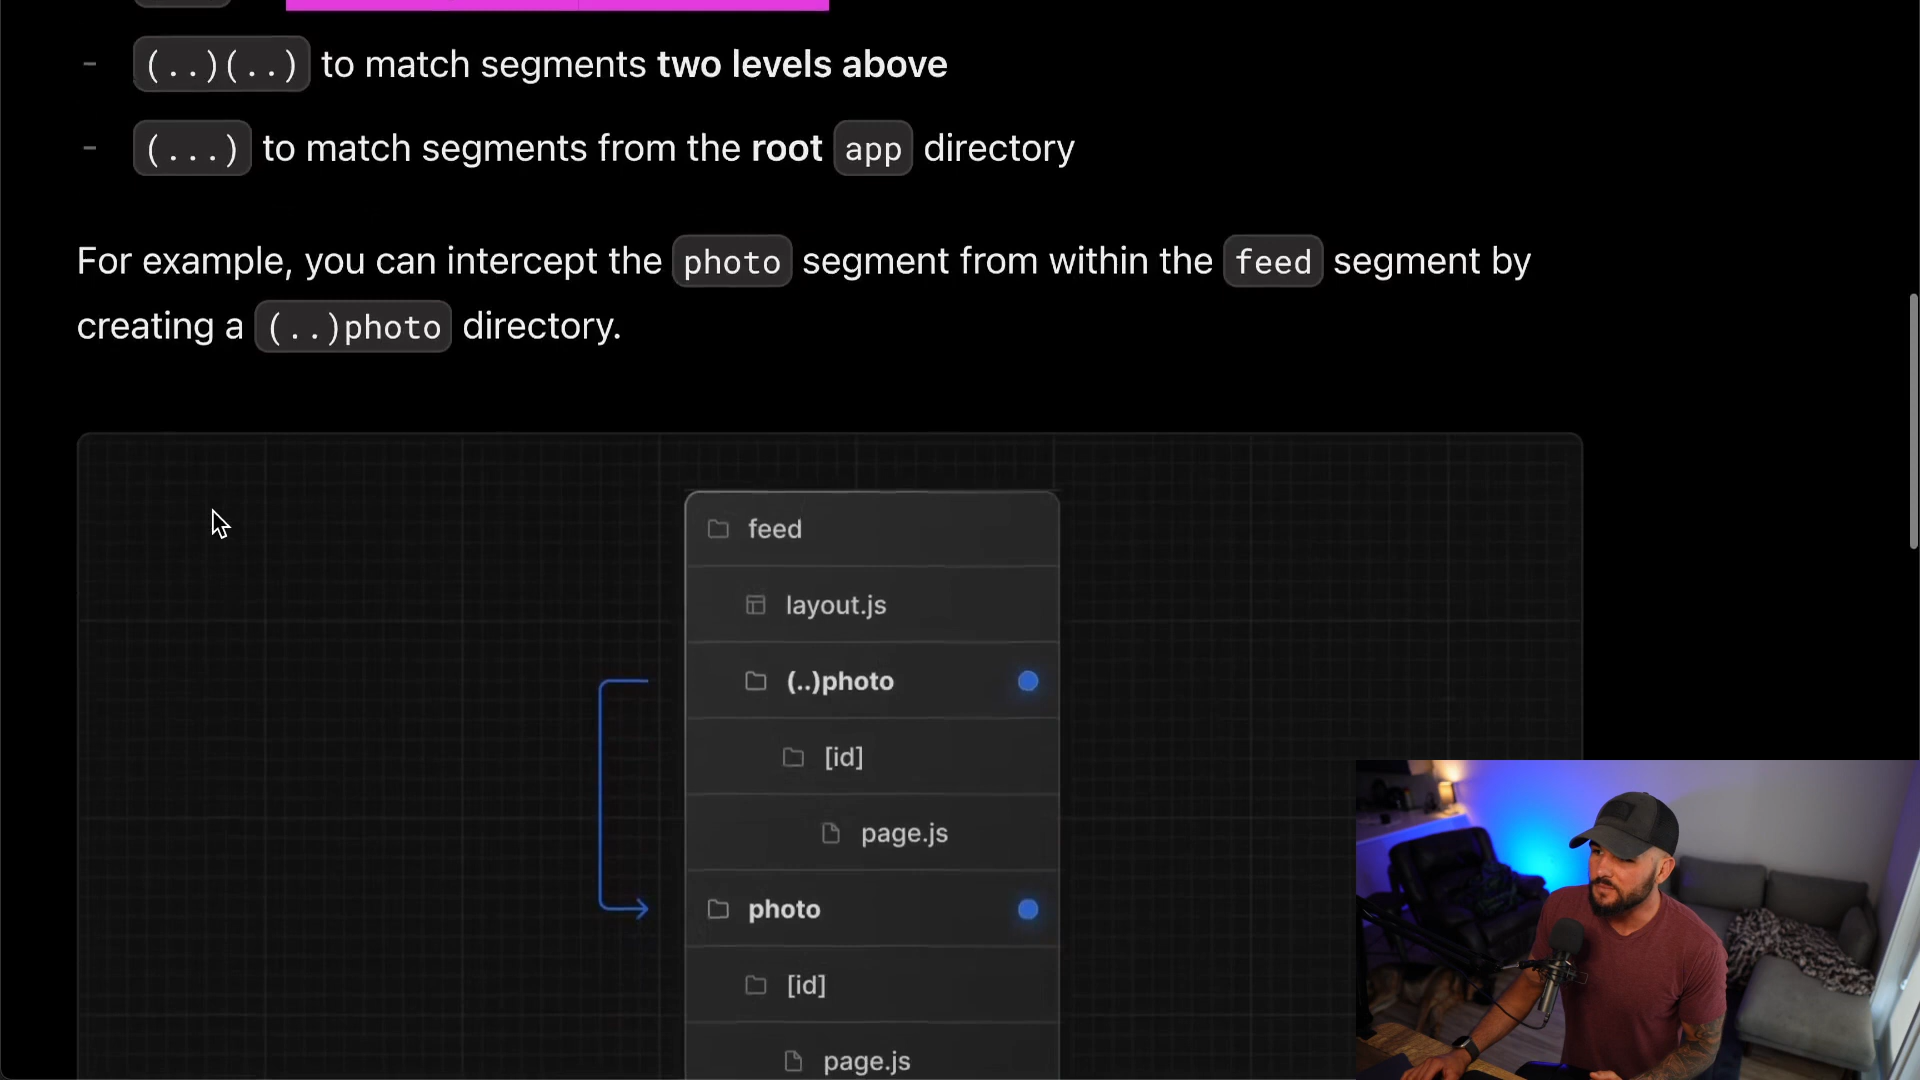 - (..)(..) to match segments two levels above
- (...) to match segments from the root app directory
For example, you can intercept the photo segment from within the feed segment by
creating a (..)photo directory.
feed
layout.js
(..)photo
[id]
page.js
photo
[id]
page.js